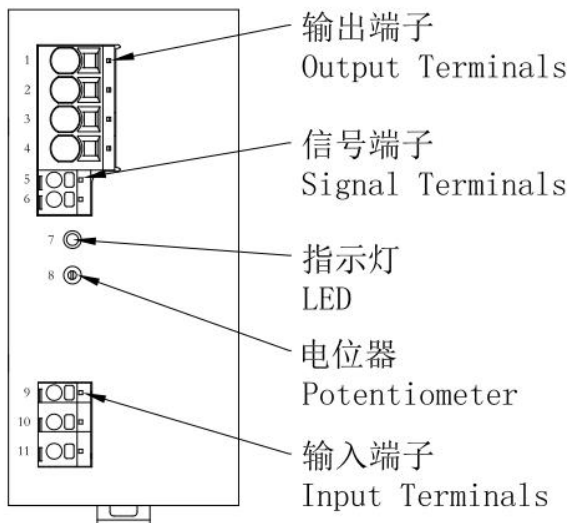 输出端子
Output Terminals
1
2
3
4
信号端子
Signal Terminals
5
6
7
指示灯
LED
8
电位器
Potentiometer
9
10
11
输入端子
Input Terminals